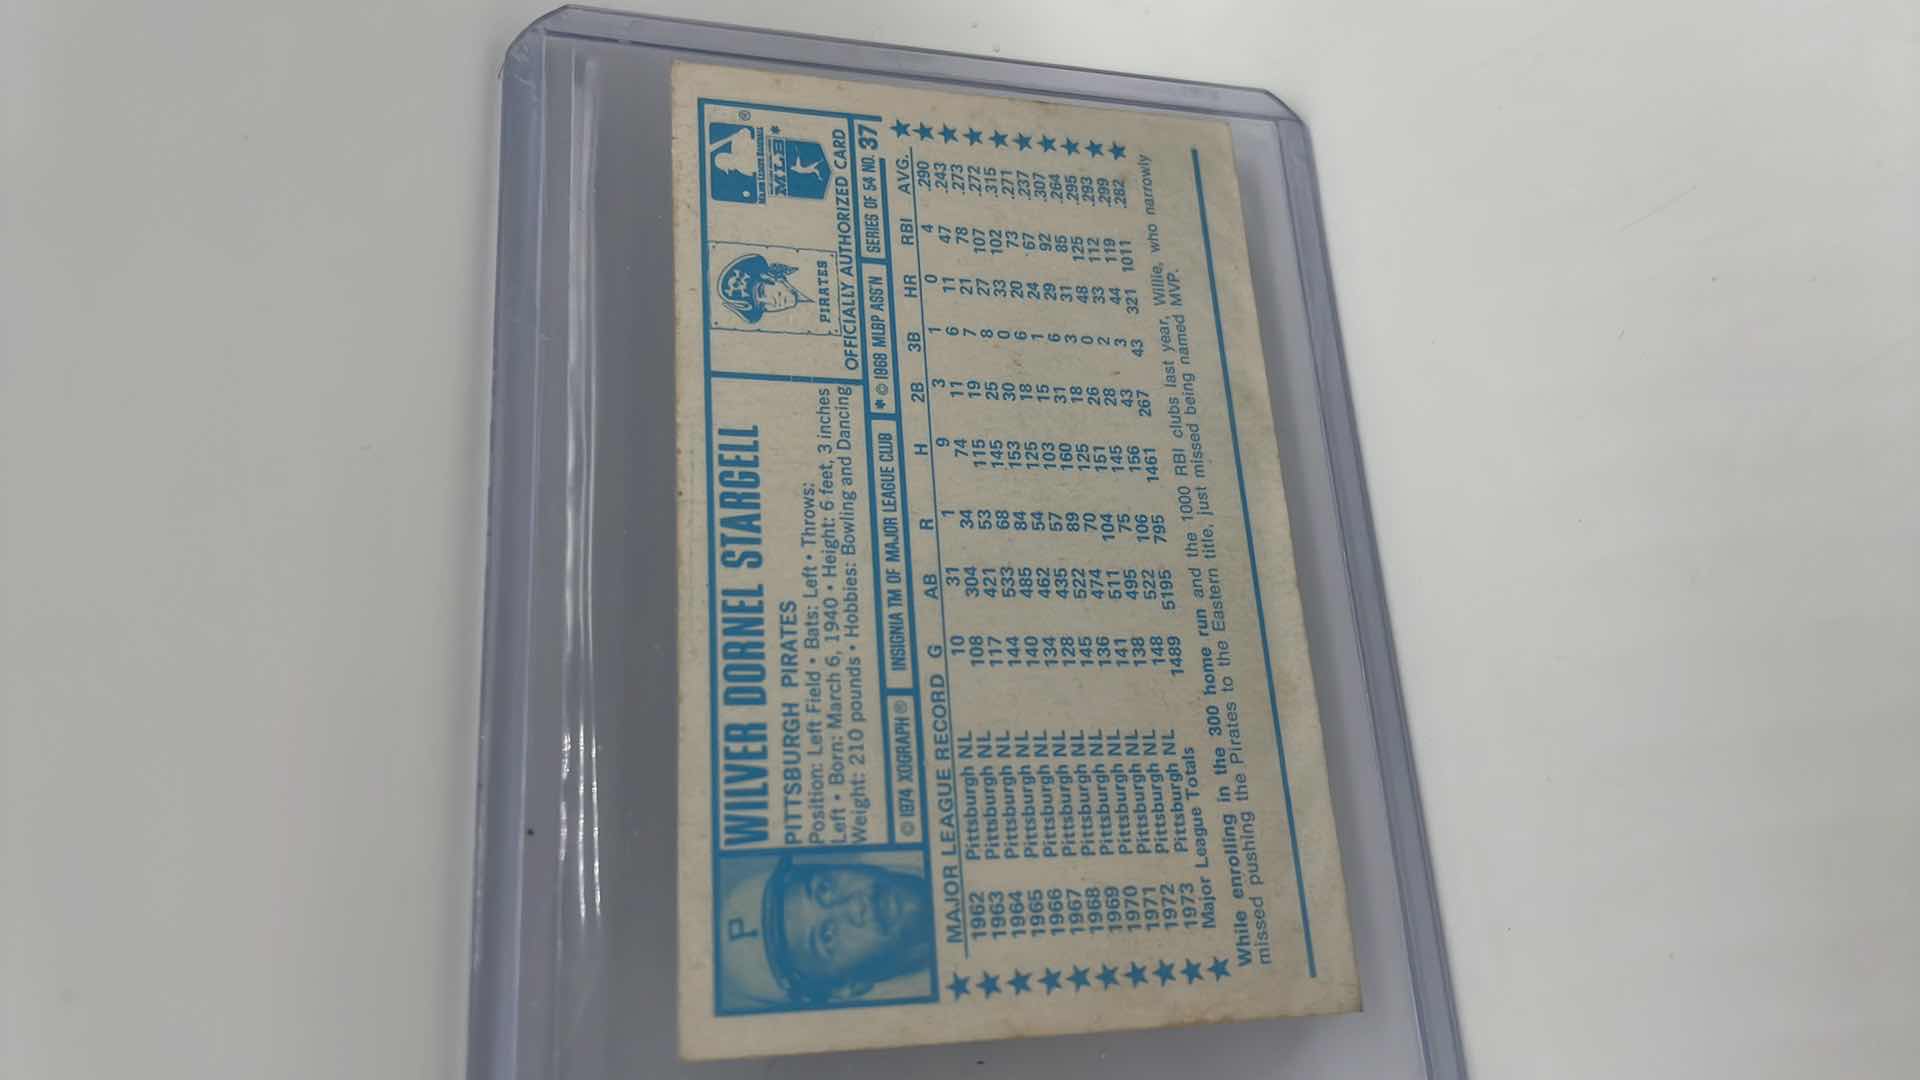 P
WILVER DORNEL STARGELL
PITTSBURGH PIRATES
Position: Left Field • Bats: Left • Throws:
Left • Born: March 6, 1940 • Height: 6 feet, 3 inches
Weight: 210 pounds • Hobbies: Bowling and Dancing
PIRATES
®
MAJOR LEAGUE BASEBALL
MLB *
OFFICIALLY AUTHORIZED CARD
© 1974 XOGRAPH® INSIGNIA TM OF MAJOR LEAGUE CLUB * © 1968 MLBP ASS'N SERIES OF 54 NO. 37
MAJOR LEAGUE RECORD G AB R H 2B 3B HR RBI AVG.
1962 Pittsburgh NL 10 31 1 9 3 1 0 4 .290
1963 Pittsburgh NL 108 304 34 74 11 6 11 47 .243
1964 Pittsburgh NL 117 421 53 115 19 7 21 78 .273
1965 Pittsburgh NL 144 533 68 145 25 8 27 107 .272
1966 Pittsburgh NL 140 485 84 153 30 0 33 102 .315
1967 Pittsburgh NL 134 462 54 125 18 6 20 73 .271
1968 Pittsburgh NL 128 435 57 103 15 1 24 67 .237
1969 Pittsburgh NL 145 522 89 160 31 6 29 92 .307
1970 Pittsburgh NL 136 474 70 125 18 3 31 85 .264
1971 Pittsburgh NL 141 511 104 151 26 0 48 125 .295
1972 Pittsburgh NL 138 495 75 145 28 2 33 112 .293
1973 Pittsburgh NL 148 522 106 156 43 3 44 119 .299
Major League Totals 1489 5195 795 1461 267 43 321 1011 .282
While enrolling in the 300 home run and the 1000 RBI clubs last year, Willie, who narrowly
missed pushing the Pirates to the Eastern title, just missed being named MVP.